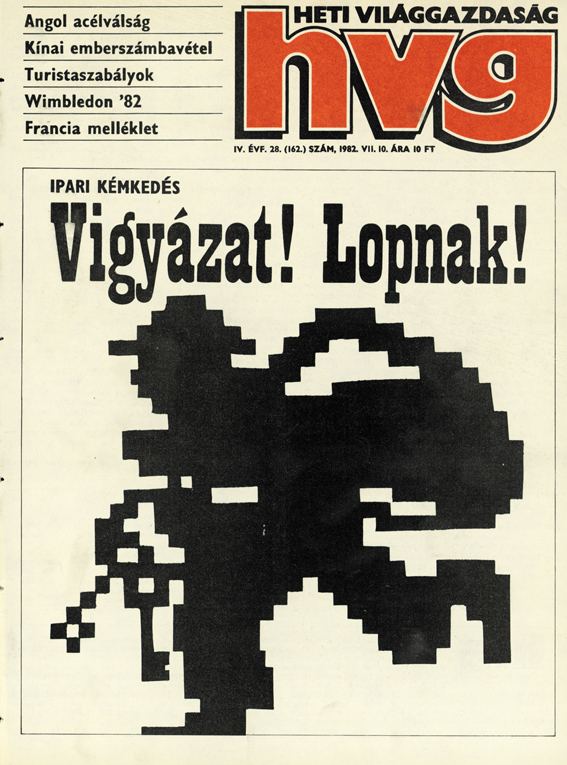 Angol acélválság
Kínai emberszámbavétel
Turistaszabályok
Wimbledon '82
Francia melléklet
HETI VILÁGGAZDASÁG
hvg
IV. ÉVF. 28. (162.) SZÁM, 1982. VII. 10. ÁRA 10 FT
IPARI KÉMKEDÉS
Vigyázat! Lopnak!